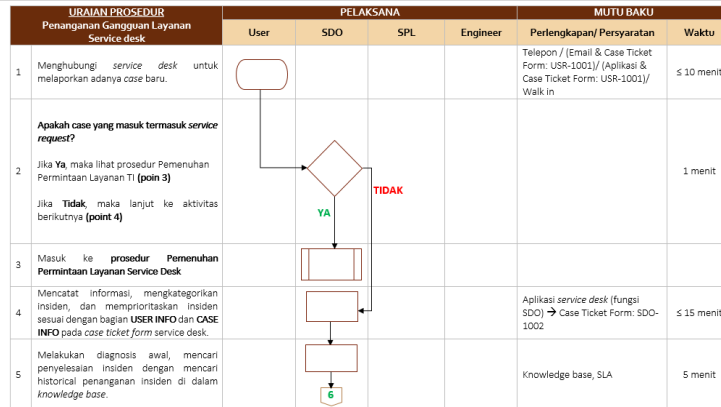 URAIAN PROSEDUR
Penanganan Gangguan Layanan
Service desk
PELAKSANA
MUTU BAKU
User
SDO
SPL
Engineer
Perlengkapan/ Persyaratan
Waktu
1
Menghubungi service desk untuk
melaporkan adanya case baru.
Telepon / (Email & Case Ticket
Form: USR-1001)/ (Aplikasi &
Case Ticket Form: USR-1001)/
Walk in
≤ 10 menit
2
Apakah case yang masuk termasuk service
request?
Jika Ya, maka lihat prosedur Pemenuhan
Permintaan Layanan TI (poin 3)
Jika Tidak, maka lanjut ke aktivitas
berikutnya (point 4)
TIDAK
YA
1 menit
3
Masuk ke prosedur Pemenuhan
Permintaan Layanan Service Desk
4
Mencatat informasi, mengkategorikan
insiden, dan memprioritaskan insiden
sesuai dengan bagian USER INFO dan CASE
INFO pada case ticket form service desk.
Aplikasi service desk (fungsi
SDO) → Case Ticket Form: SDO-
1002
≤ 15 menit
5
Melakukan diagnosis awal, mencari
penyelesaian insiden dengan mencari
historical penanganan insiden di dalam
knowledge base.
6
Knowledge base, SLA
5 menit